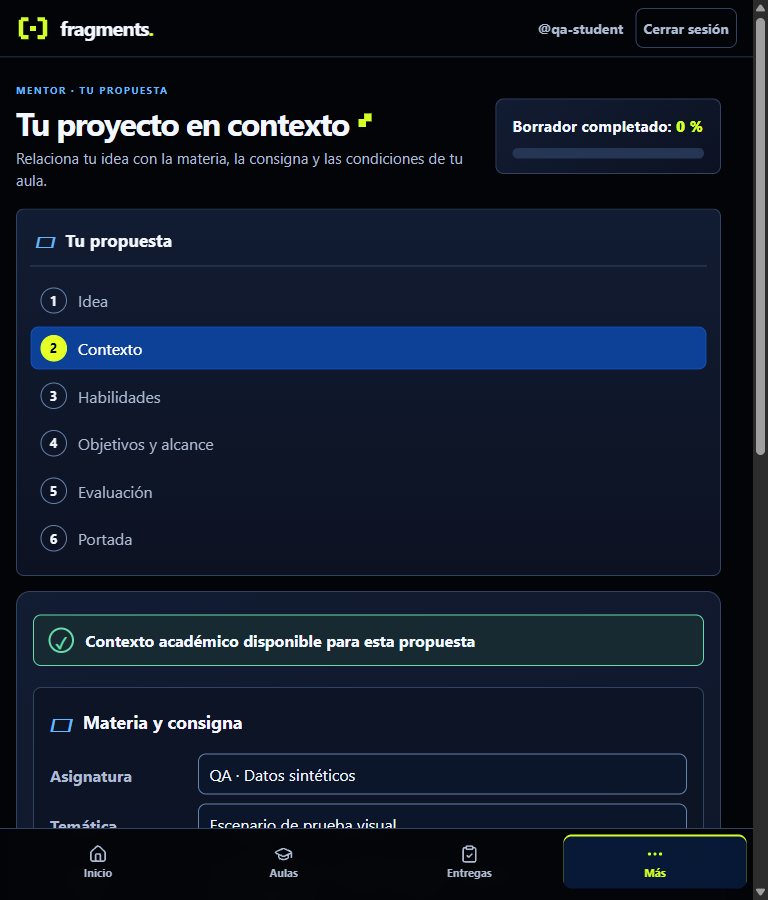 fragments.
@qa-student
Cerrar sesión
MENTOR · TU PROPUESTA
Tu proyecto en contexto
Relaciona tu idea con la materia, la consigna y las condiciones de tu
aula.
Borrador completado: 0 %
Tu propuesta
1 Idea
2 Contexto
3 Habilidades
4 Objetivos y alcance
5 Evaluación
6 Portada
Contexto académico disponible para esta propuesta
Materia y consigna
Asignatura
QA · Datos sintéticos
Temática
Escenario de prueba visual
Inicio
Aulas
Entregas
Más